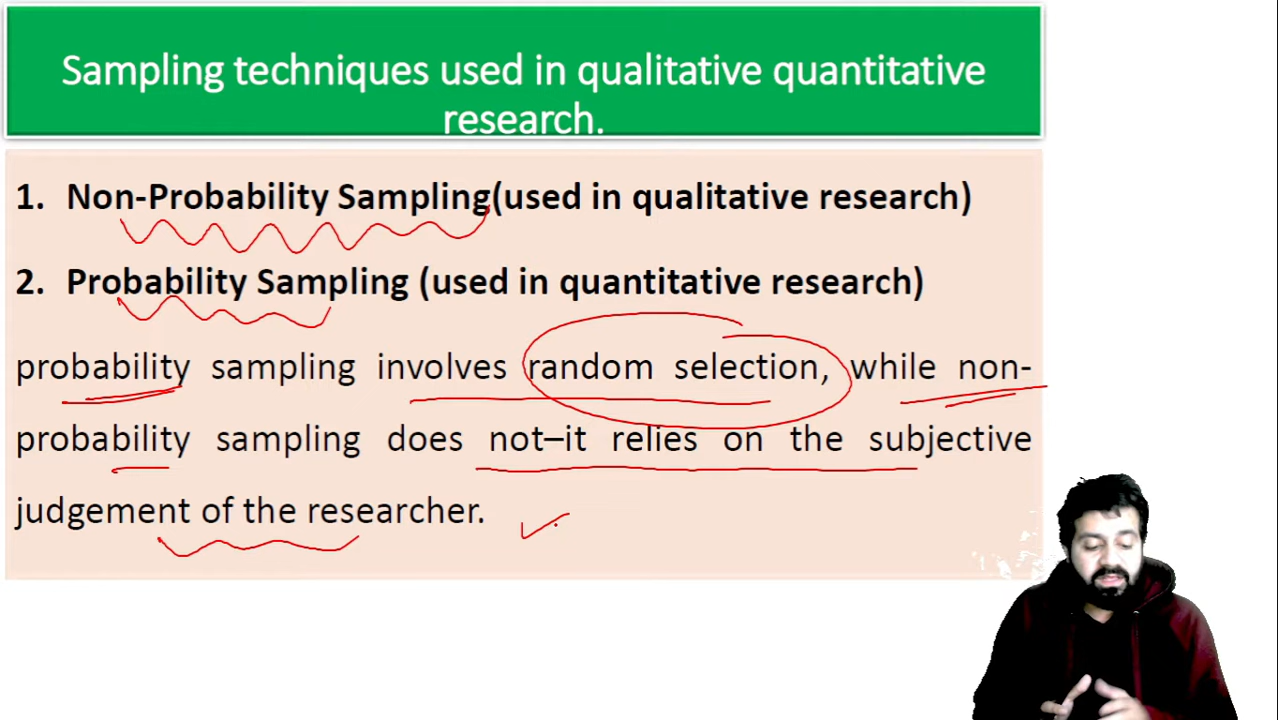 Sampling techniques used in qualitative quantitative
research.
1. Non-Probability Sampling(used in qualitative research)
2. Probability Sampling (used in quantitative research)
probability sampling involves random selection, while non-
probability sampling does not–it relies on the subjective
judgement of the researcher.